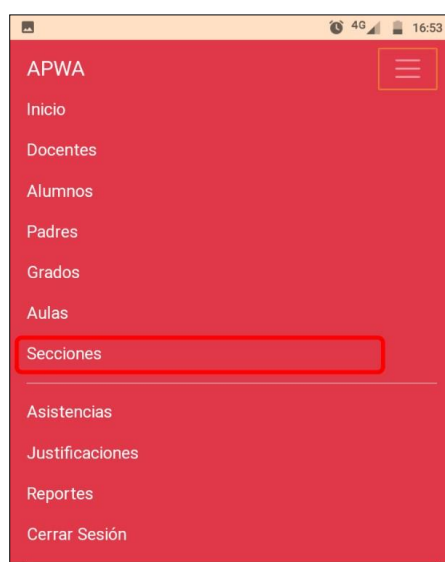 4G 16:53
APWA
Inicio
Docentes
Alumnos
Padres
Grados
Aulas
Secciones
Asistencias
Justificaciones
Reportes
Cerrar Sesión